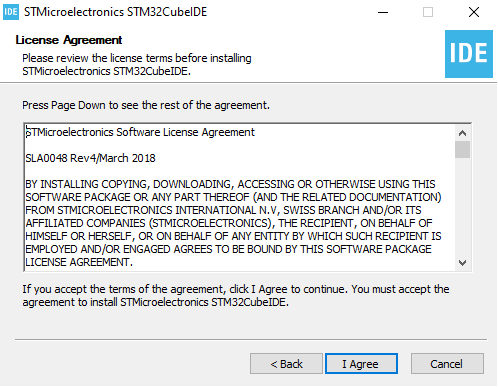 IDE STMicroelectronics STM32CubeIDE
License Agreement
Please review the license terms before installing
STMicroelectronics STM32CubeIDE.
IDE
Press Page Down to see the rest of the agreement.
STMicroelectronics Software License Agreement
SLA0048 Rev4/March 2018
BY INSTALLING COPYING, DOWNLOADING, ACCESSING OR OTHERWISE USING THIS
SOFTWARE PACKAGE OR ANY PART THEREOF (AND THE RELATED DOCUMENTATION)
FROM STMICROELECTRONICS INTERNATIONAL N.V, SWISS BRANCH AND/OR ITS
AFFILIATED COMPANIES (STMICROELECTRONICS), THE RECIPIENT, ON BEHALF OF
HIMSELF OR HERSELF, OR ON BEHALF OF ANY ENTITY BY WHICH SUCH RECIPIENT IS
EMPLOYED AND/OR ENGAGED AGREES TO BE BOUND BY THIS SOFTWARE PACKAGE
LICENSE AGREEMENT.
If you accept the terms of the agreement, click I Agree to continue. You must accept the
agreement to install STMicroelectronics STM32CubeIDE.
< Back
I Agree
Cancel